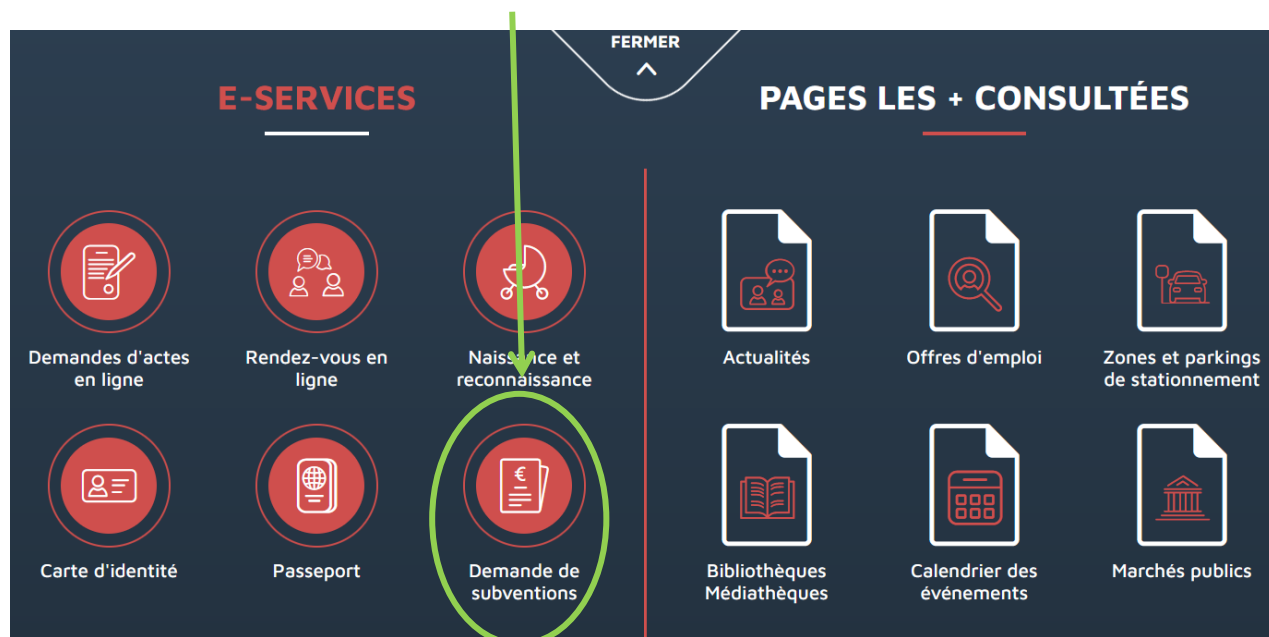 FERMER
E-SERVICES
PAGES LES + CONSULTÉES
Demandes d'actes
en ligne
Rendez-vous en
ligne
Naissance et
reconnaissance
Actualités
Offres d'emploi
Zones et parkings
de stationnement
€
Carte d'identité
Passeport
Demande de
subventions
Bibliothèques
Médiathèques
Calendrier des
événements
Marchés publics